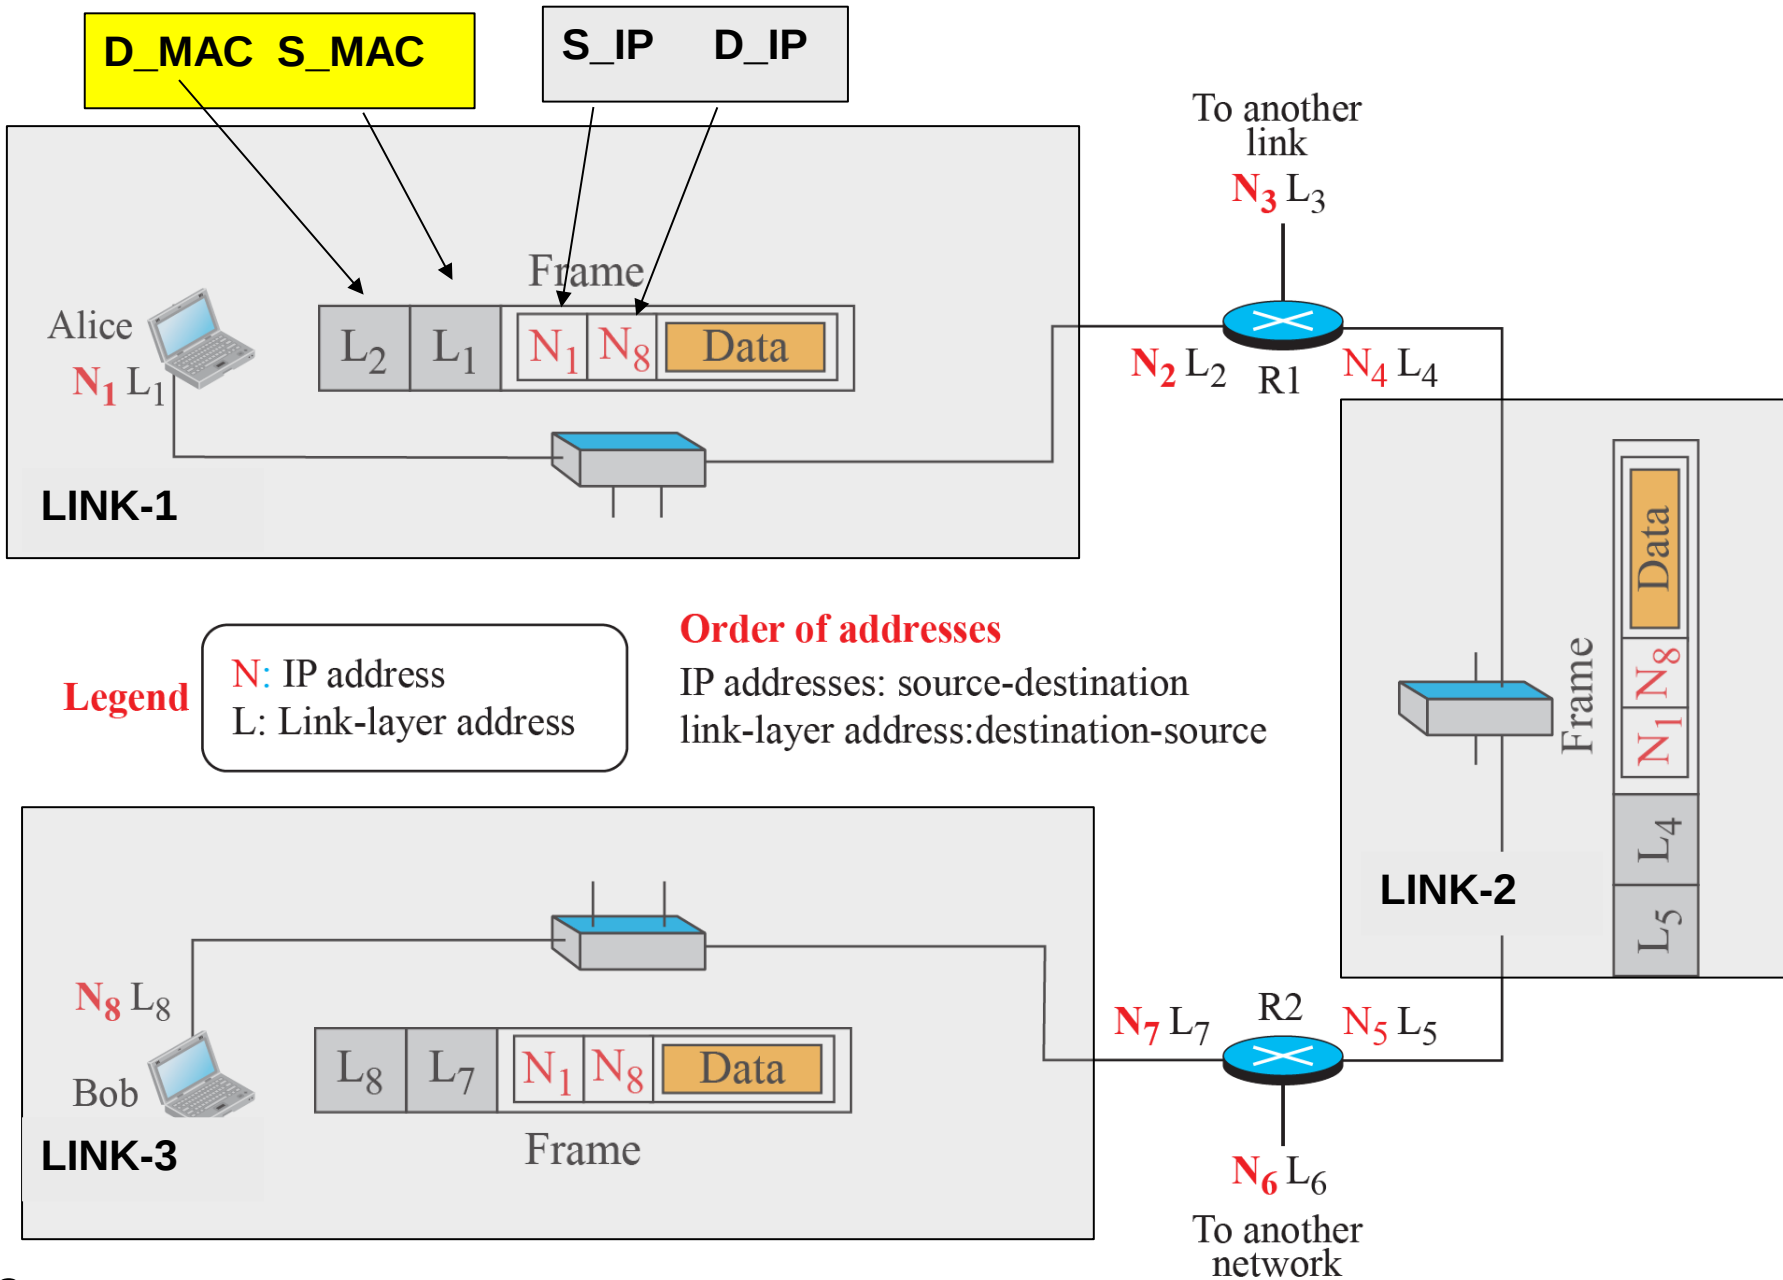 D_MAC S_MAC
S_IP D_IP
To another
link
N3 L3
Frame
Alice
N1 L1
L2 L1 N1 N8 Data
N2 L2
R1
N4 L4
LINK-1
Data
N8
N1
L4
L5
Frame
LINK-2
Legend
N: IP address
L: Link-layer address
Order of addresses
IP addresses: source-destination
link-layer address:destination-source
N8 L8
Bob
L8 L7 N1 N8 Data
Frame
LINK-3
N7 L7
R2
N5 L5
N6 L6
To another
network